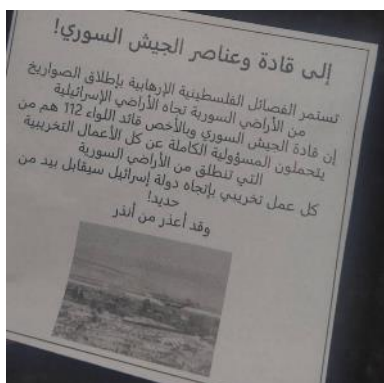 إلى قادة وعناصر الجيش السوري!
تستمر الفصائل الفلسطينية الإرهابية بإطلاق الصواريخ
من الأراضي السورية تجاه الأراضي الإسرائيلية
إن قادة الجيش السوري وبالأخص قائد اللواء 112 هم من
يتحملون المسؤولية الكاملة عن كل الأعمال التخريبية
التي تنطلق من الأراضي السورية
كل عمل تخريبي بإتجاه دولة إسرائيل سيقابل بيد من
حديد!
وقد أعذر من أنذر